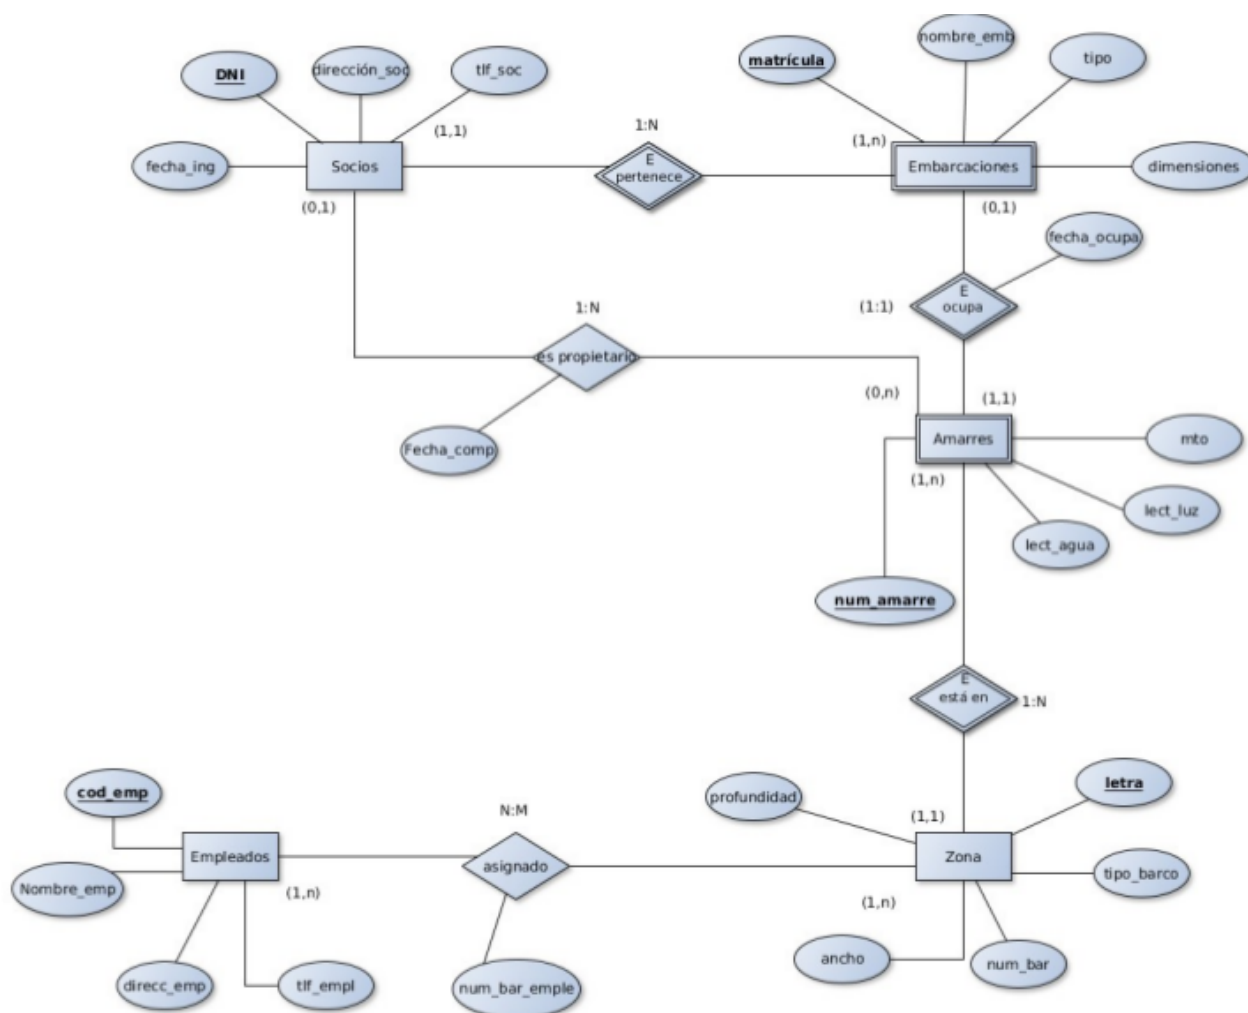 nombre_emb
matrícula
tipo
DNI
dirección_soc
tlf_soc
(1,1)
1:N
(1,n)
fecha_ing
Socios
E
pertenece
Embarcaciones
dimensiones
(0,1)
(0,1)
fecha_ocupa
E
ocupa
(1:1)
1:N
es propietario
(0,n)
(1,1)
Fecha_comp
Amarres
mto
(1,n)
lect_luz
lect_agua
num_amarre
E
está en
1:N
cod_emp
profundidad
letra
N:M
(1,1)
Empleados
asignado
Zona
tipo_barco
Nombre_emp
(1,n)
(1,n)
ancho
num_bar
direcc_emp
tlf_empl
num_bar_emple